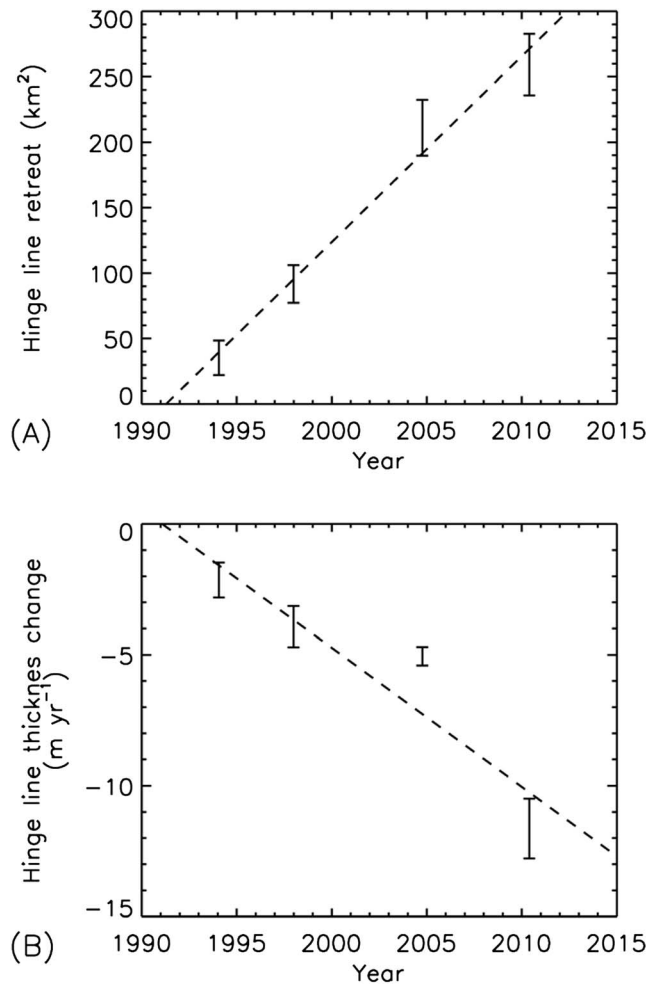 Hinge line retreat (km²)
300
250
200
150
100
50
0
1990 1995 2000 2005 2010 2015
Year
(A)
Hinge line thicknes change
(m yr⁻¹)
0
−5
−10
−15
1990 1995 2000 2005 2010 2015
Year
(B)